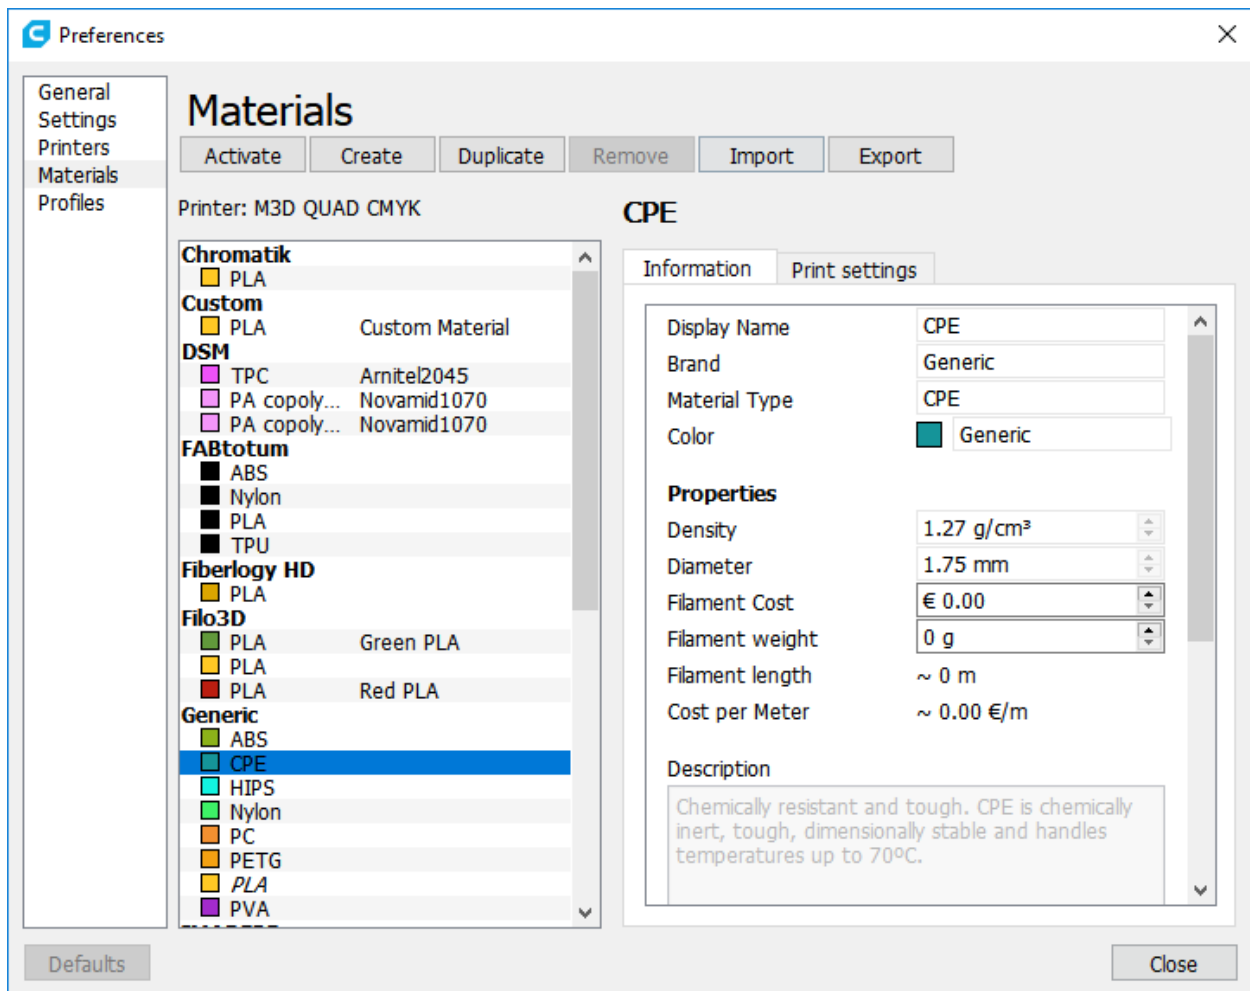 Preferences
General
Settings
Printers
Materials
Profiles
Materials
Activate Create Duplicate Remove Import Export
Printer: M3D QUAD CMYK
Chromatik
PLA
Custom
PLA Custom Material
DSM
TPC Arnitel2045
PA copoly... Novamid1070
PA copoly... Novamid1070
FABtotum
ABS
Nylon
PLA
TPU
Fiberlogy HD
PLA
Filo3D
PLA Green PLA
PLA
PLA Red PLA
Generic
ABS
CPE
HIPS
Nylon
PC
PETG
PLA
PVA
CPE
Information Print settings
Display Name CPE
Brand Generic
Material Type CPE
Color Generic
Properties
Density 1.27 g/cm³
Diameter 1.75 mm
Filament Cost € 0.00
Filament weight 0 g
Filament length ~ 0 m
Cost per Meter ~ 0.00 €/m
Description
Chemically resistant and tough. CPE is chemically
inert, tough, dimensionally stable and handles
temperatures up to 70ºC.
Defaults Close